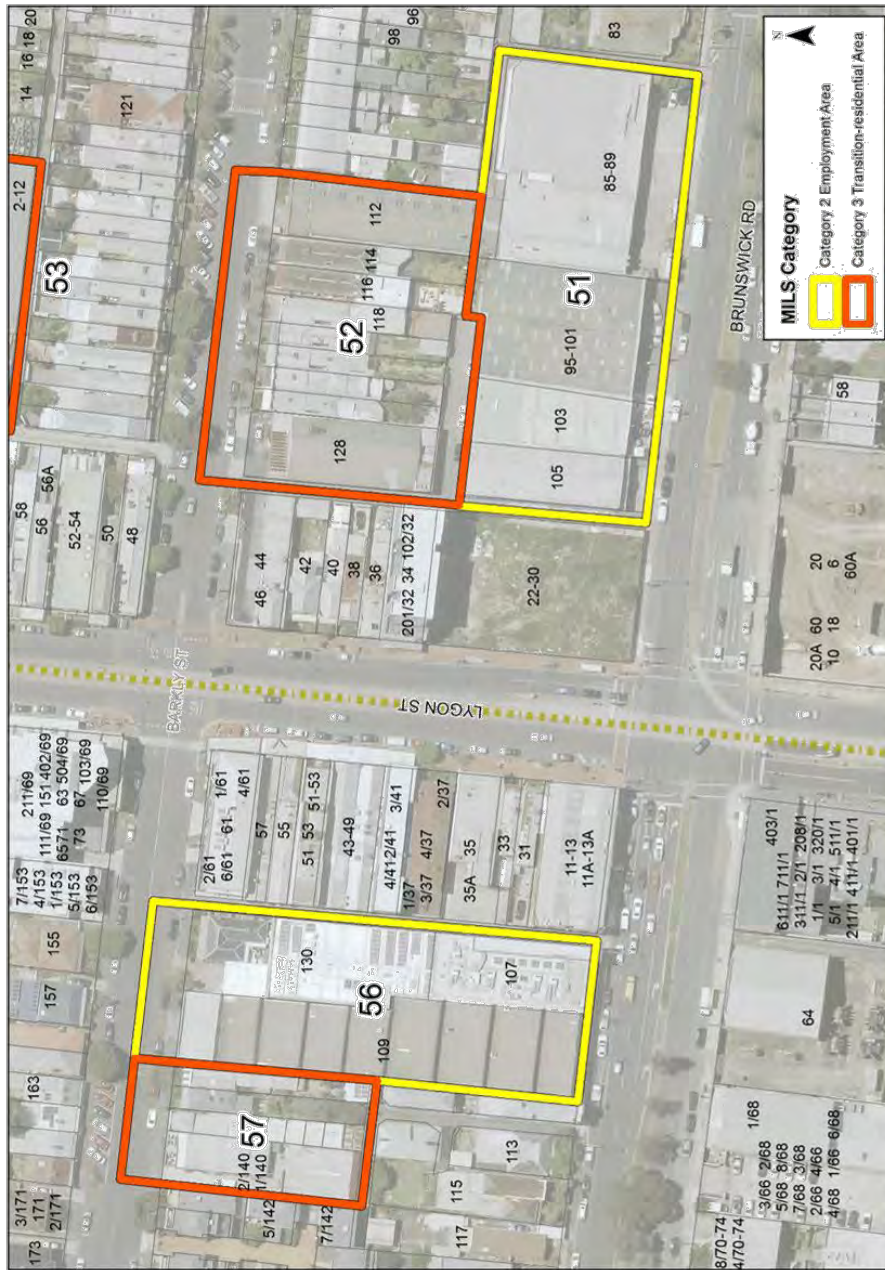 3/171
171
2/171
173
163
157
155
7/153
4/153
1/153
5/153
6/153
211/69
111/69 151 402/69
6571 63 504/69
73 67 103/69
110/69
58
56 56A
52-54
50
48
53
2-12
14 16 18 20
121
BARKLY ST
2/140
1/140
57
5/142
7/142
109
56
130
107
2/61
6/61 61
1/61
4/61
57
55
51 53 51-53
43-49
4/41 2/41 3/41
1/37
3/37 4/37 2/37
35A 35
33
31
11-13
11A-13A
LYGON ST
46 44
42
40
38
36
201/32 34 102/32
22-30
128
52
118
116
114
112
98
96
105
103
95-101
51
85-89
83
117
115
113
BRUNSWICK RD
8/70-74
4/70-74
3/66 2/68
5/68 8/68
7/68 3/68
2/66 4/66
4/68 1/66 6/68
1/68
64
611/1 711/1 403/1
311/1 2/1 208/1
1/1 3/1 320/1
5/1 4/1 511/1
211/1 411/1 401/1
20A 60 20
10 18 6
60A
58
MILS Category
Category 2 Employment Area
Category 3 Transition-residential Area
N